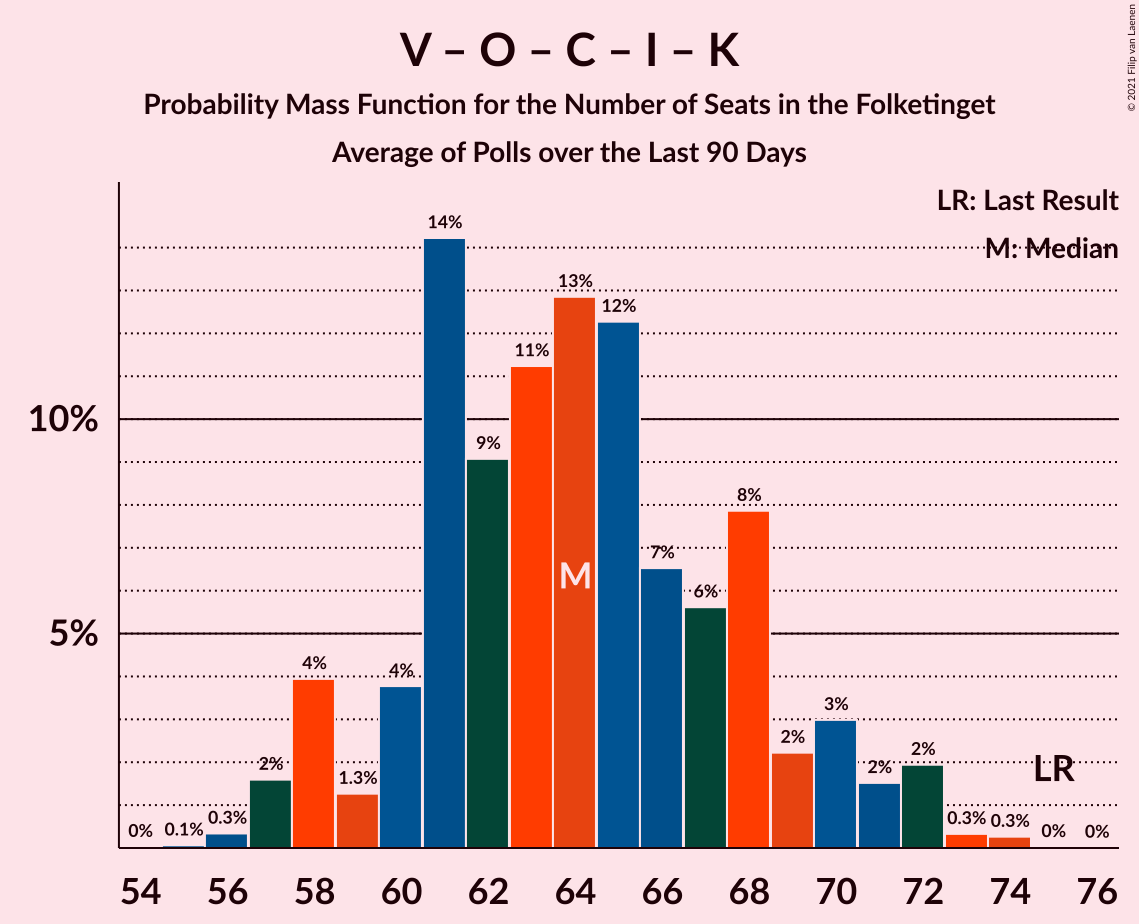 V – O – C – I – K
Probability Mass Function for the Number of Seats in the Folketinget
Average of Polls over the Last 90 Days
© 2021 Filip van Laenen
LR: Last Result
M: Median
10%
5%
0%
0.1%
0.3%
2%
4%
1.3%
4%
14%
9%
11%
13%
12%
7%
6%
8%
2%
3%
2%
2%
0.3%
0.3%
0%
0%
M
LR
54 56 58 60 62 64 66 68 70 72 74 76